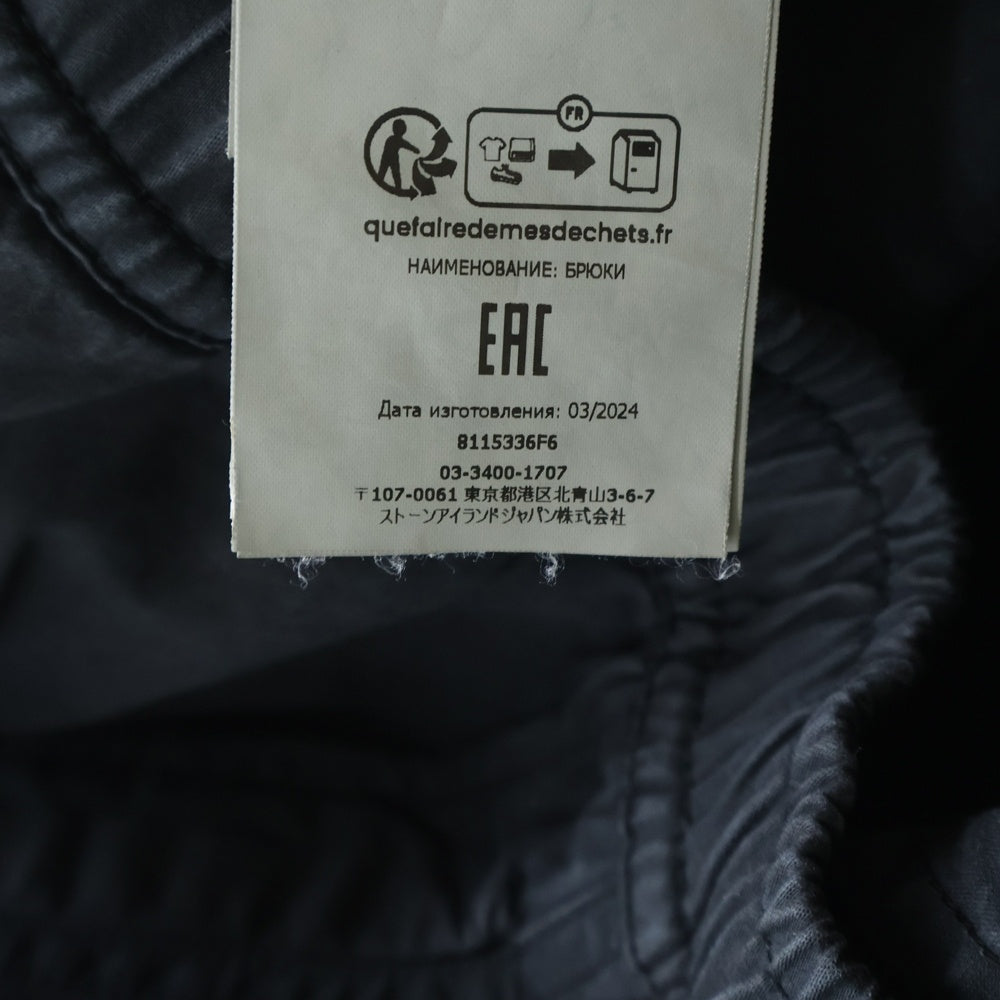 FR
quefairedemesdechets.fr
НАИМЕНОВАНИЕ: БРЮКИ
EAC
Дата изготовления: 03/2024
8115336F6
03-3400-1707
〒107-0061 東京都港区北青山3-6-7
ストーンアイランドジャパン株式会社